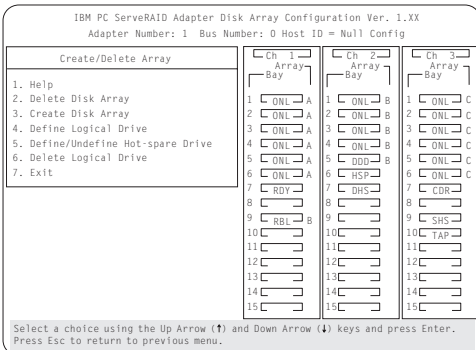 IBM PC ServeRAID Adapter Disk Array Configuration Ver. 1.XX
Adapter Number: 1 Bus Number: 0 Host ID = Null Config
Create/Delete Array
1. Help
2. Delete Disk Array
3. Create Disk Array
4. Define Logical Drive
5. Define/Undefine Hot-spare Drive
6. Delete Logical Drive
7. Exit
Ch 1
Array
Bay
1 ONL A
2 ONL A
3 ONL A
4 ONL A
5 ONL A
6 ONL A
7 RDY
8
9 RBL B
10
11
12
13
14
15
Ch 2
Array
Bay
1 ONL B
2 ONL B
3 ONL B
4 ONL B
5 DDD B
6 HSP
7 DHS
8
9
10
11
12
13
14
15
Ch 3
Array
Bay
1 ONL C
2 ONL C
3 ONL C
4 ONL C
5 ONL C
6 ONL C
7 CDR
8
9 SHS
10 TAP
11
12
13
14
15
Select a choice using the Up Arrow (↑) and Down Arrow (↓) keys and press Enter.
Press Esc to return to previous menu.